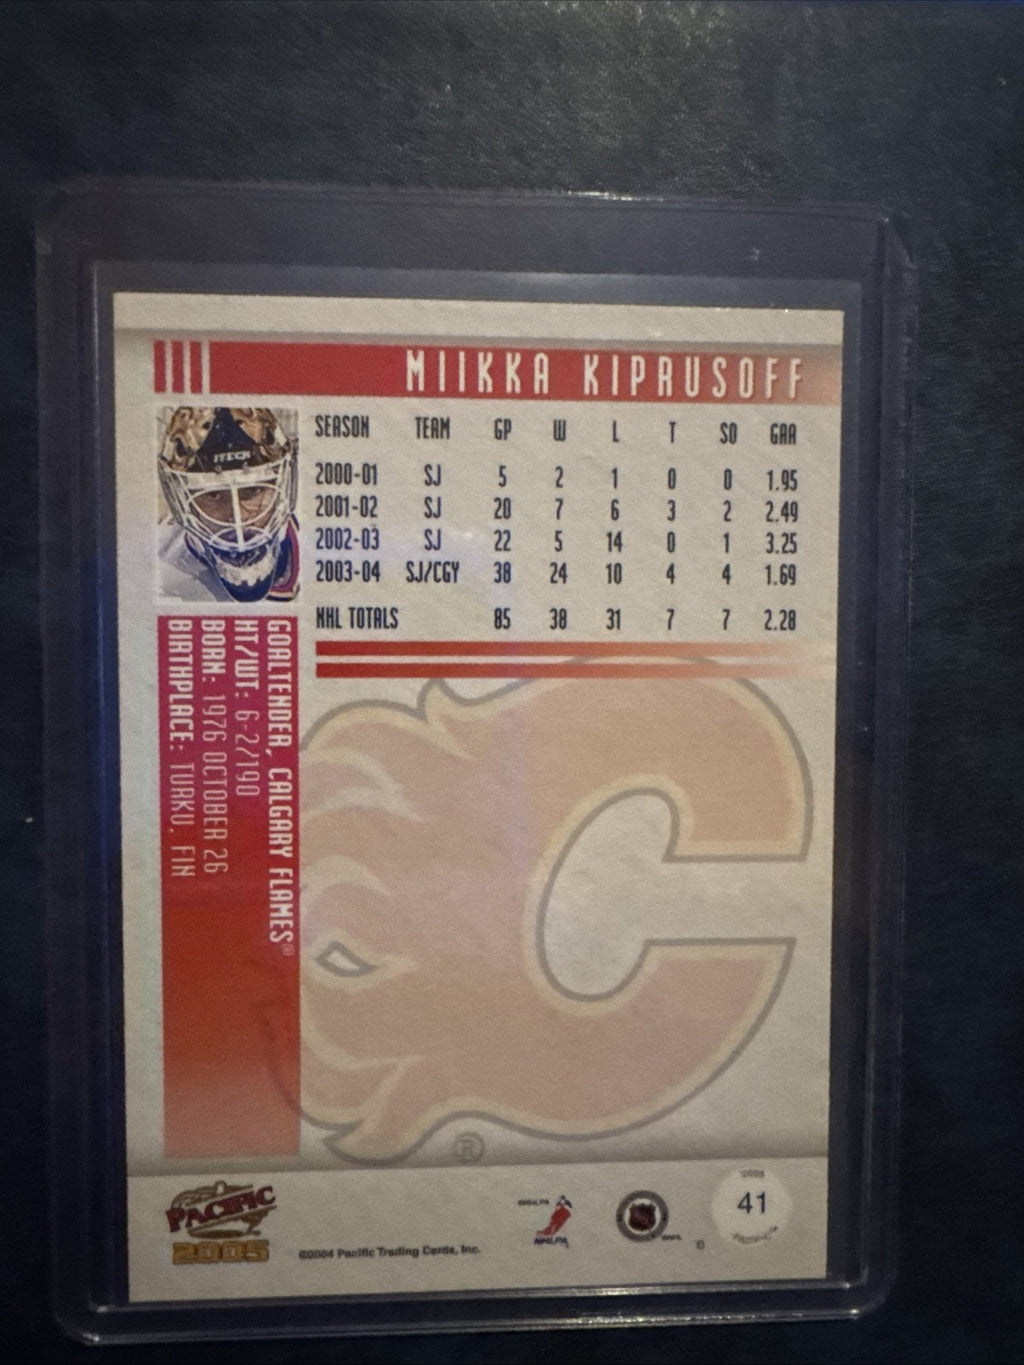 MIIKKA KIPRUSOFF
ITECH
SEASON TEAM GP W L T SO GAA
2000-01 SJ 5 2 1 0 0 1.95
2001-02 SJ 20 7 6 3 2 2.49
2002-03 SJ 22 5 14 0 1 3.25
2003-04 SJ/CGY 38 24 10 4 4 1.69
NHL TOTALS 85 38 31 7 7 2.28
GOALTENDER, CALGARY FLAMES®
HT/WT: 6-2/190
BORN: 1976 OCTOBER 26
BIRTHPLACE: TURKU, FIN
®
PACIFIC
2005
©2004 Pacific Trading Cards, Inc.
NHLPA
41